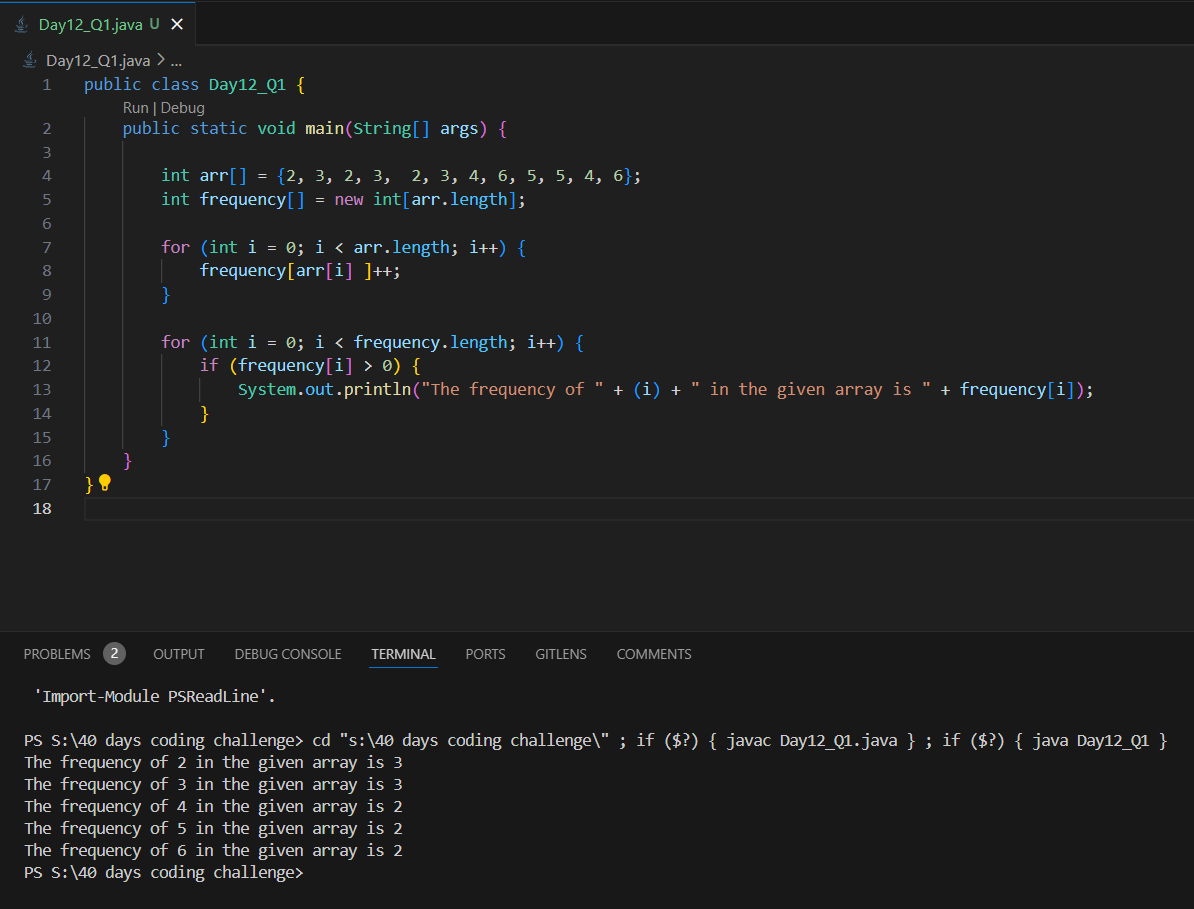 Day12_Q1.java U ×
Day12_Q1.java > ...
1 public class Day12_Q1 {
Run | Debug
2 public static void main(String[] args) {
3
4 int arr[] = {2, 3, 2, 3,  2, 3, 4, 6, 5, 5, 4, 6};
5 int frequency[] = new int[arr.length];
6
7 for (int i = 0; i < arr.length; i++) {
8 frequency[arr[i] ]++;
9 }
10
11 for (int i = 0; i < frequency.length; i++) {
12 if (frequency[i] > 0) {
13 System.out.println("The frequency of " + (i) + " in the given array is " + frequency[i]);
14 }
15 }
16 }
17 }
18
PROBLEMS 2 OUTPUT DEBUG CONSOLE TERMINAL PORTS GITLENS COMMENTS
'Import-Module PSReadLine'.
PS S:\40 days coding challenge> cd "s:\40 days coding challenge\" ; if ($?) { javac Day12_Q1.java } ; if ($?) { java Day12_Q1 }
The frequency of 2 in the given array is 3
The frequency of 3 in the given array is 3
The frequency of 4 in the given array is 2
The frequency of 5 in the given array is 2
The frequency of 6 in the given array is 2
PS S:\40 days coding challenge>